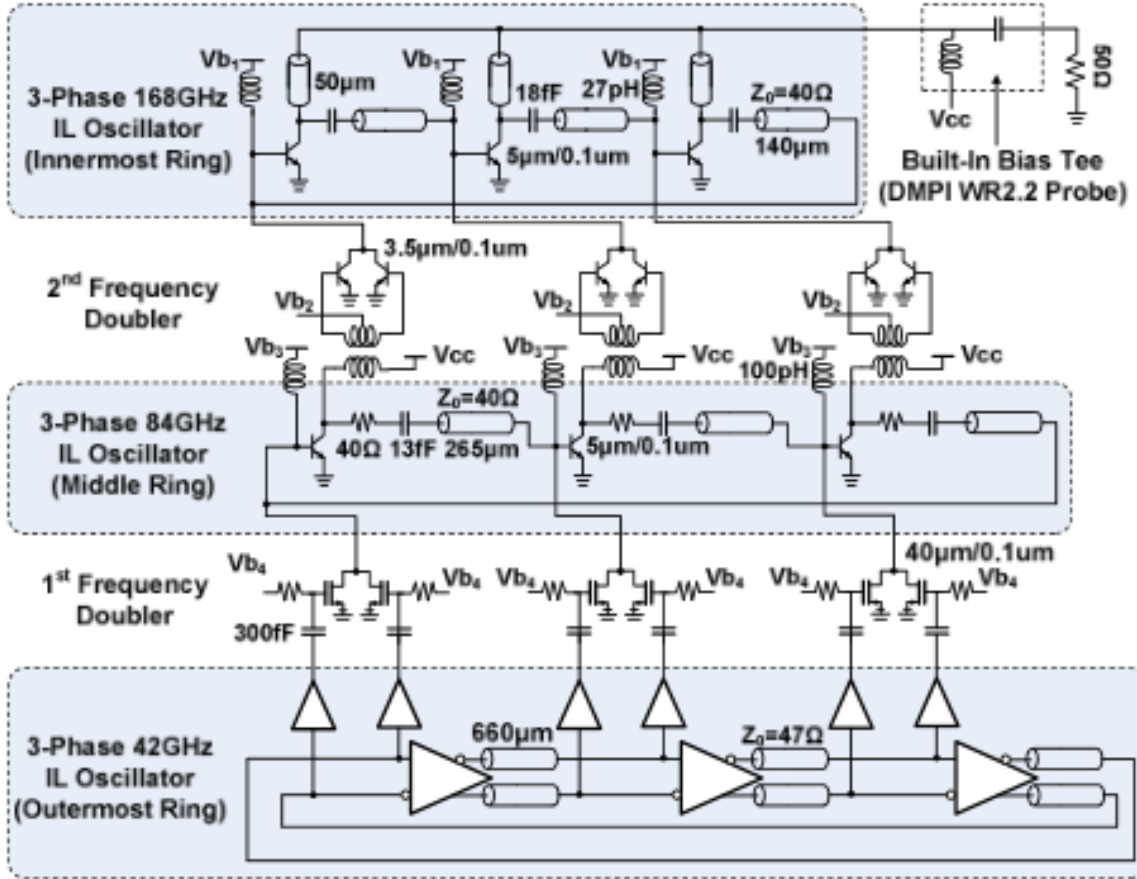 Vb1
Vb1
Vb1
50µm
18fF
27pH
Z0=40Ω
50Ω
3-Phase 168GHz
IL Oscillator
(Innermost Ring)
5µm/0.1um
140µm
Vcc
Built-In Bias Tee
(DMPI WR2.2 Probe)
3.5µm/0.1um
2nd Frequency
Doubler
Vb2
Vb2
Vb2
Vb3
Vcc
Vb3
Vcc
Vb3
Vcc
100pH
3-Phase 84GHz
IL Oscillator
(Middle Ring)
Z0=40Ω
40Ω
13fF
265µm
5µm/0.1um
40µm/0.1um
1st Frequency
Doubler
Vb4
Vb4
Vb4
Vb4
Vb4
Vb4
300fF
3-Phase 42GHz
IL Oscillator
(Outermost Ring)
660µm
Z0=47Ω